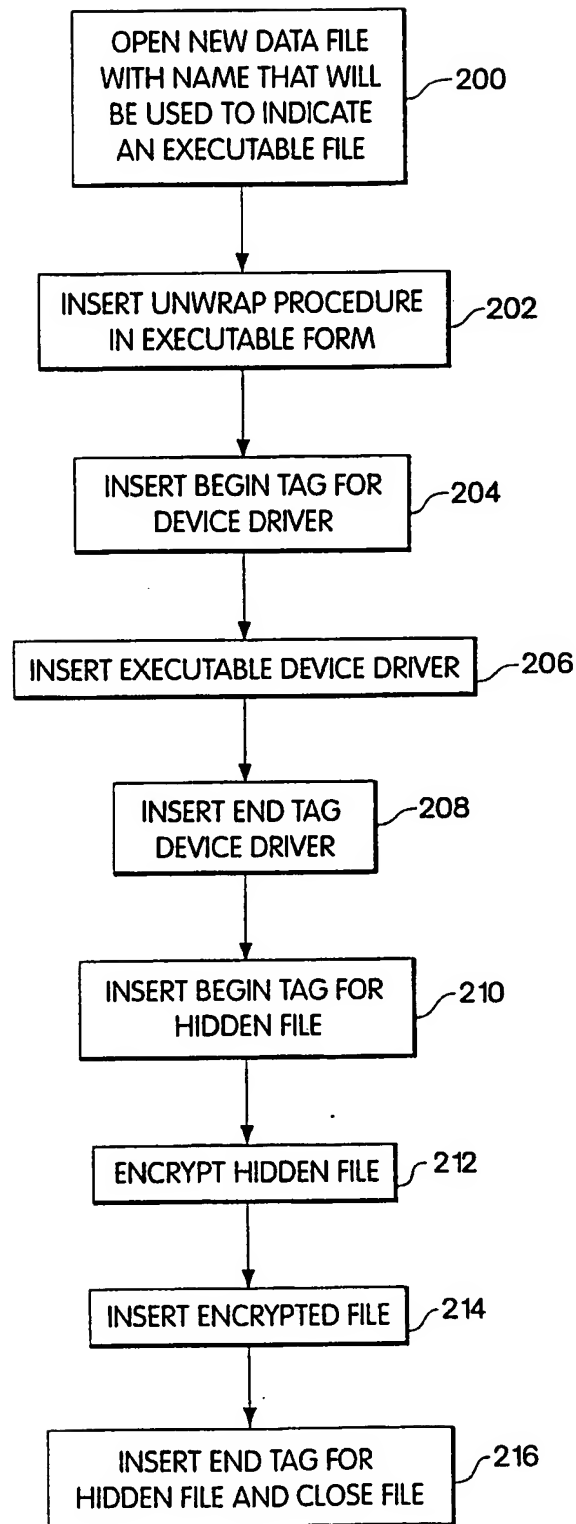 OPEN NEW DATA FILE
WITH NAME THAT WILL
BE USED TO INDICATE
AN EXECUTABLE FILE
200
INSERT UNWRAP PROCEDURE
IN EXECUTABLE FORM
202
INSERT BEGIN TAG FOR
DEVICE DRIVER
204
INSERT EXECUTABLE DEVICE DRIVER
206
INSERT END TAG
DEVICE DRIVER
208
INSERT BEGIN TAG FOR
HIDDEN FILE
210
ENCRYPT HIDDEN FILE
212
INSERT ENCRYPTED FILE
214
INSERT END TAG FOR
HIDDEN FILE AND CLOSE FILE
216